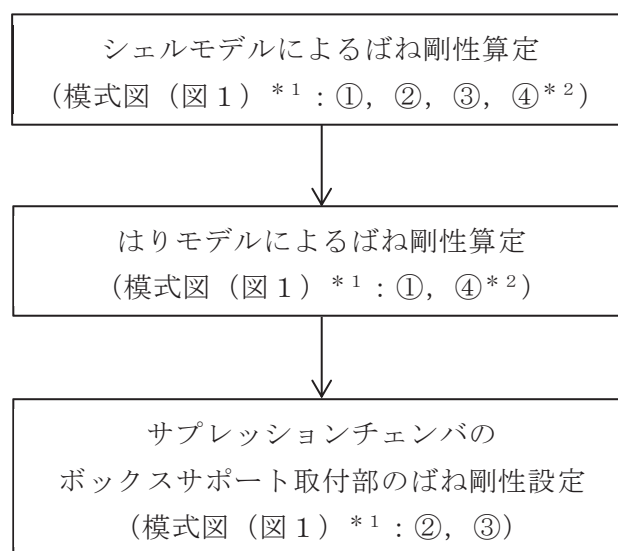 シェルモデルによるばね剛性算定
(模式図(図1)*1:①,②,③,④*2)
はりモデルによるばね剛性算定
(模式図(図1)*1:①,④*2)
サプレッションチェンバの
ボックスサポート取付部のばね剛性設定
(模式図(図1)*1:②,③)